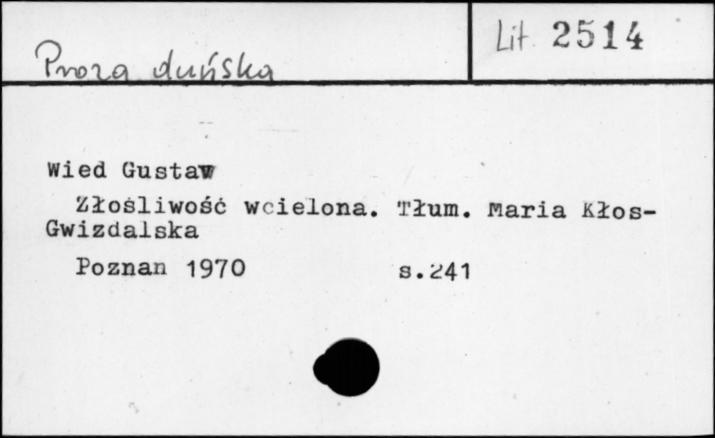 Proza duńska
Lit 2514
Wied Gustaw
Złośliwość wcielona. Tłum. Maria Kłos-
Gwizdalska
Poznan 1970 s.241